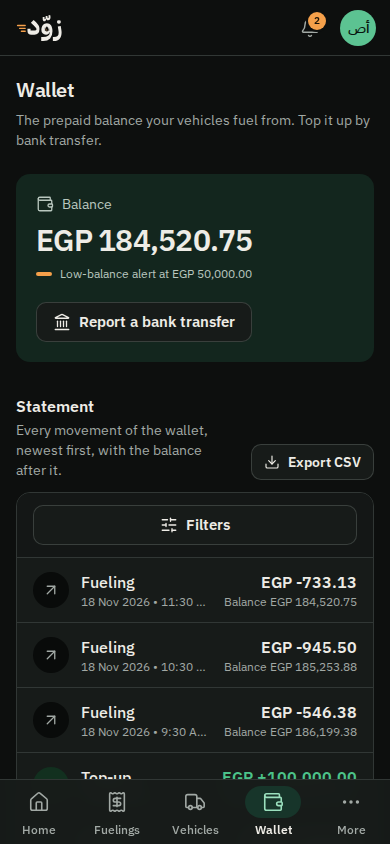 زوّد
2
أص
Wallet
The prepaid balance your vehicles fuel from. Top it up by
bank transfer.
Balance
EGP 184,520.75
Low-balance alert at EGP 50,000.00
Report a bank transfer
Statement
Every movement of the wallet,
newest first, with the balance
after it.
Export CSV
Filters
Fueling EGP -733.13
18 Nov 2026 • 11:30 ... Balance EGP 184,520.75
Fueling EGP -945.50
18 Nov 2026 • 10:30 ... Balance EGP 185,253.88
Fueling EGP -546.38
18 Nov 2026 • 9:30 A... Balance EGP 186,199.38
Top-up EGP +100,000.00
Home Fuelings Vehicles Wallet More